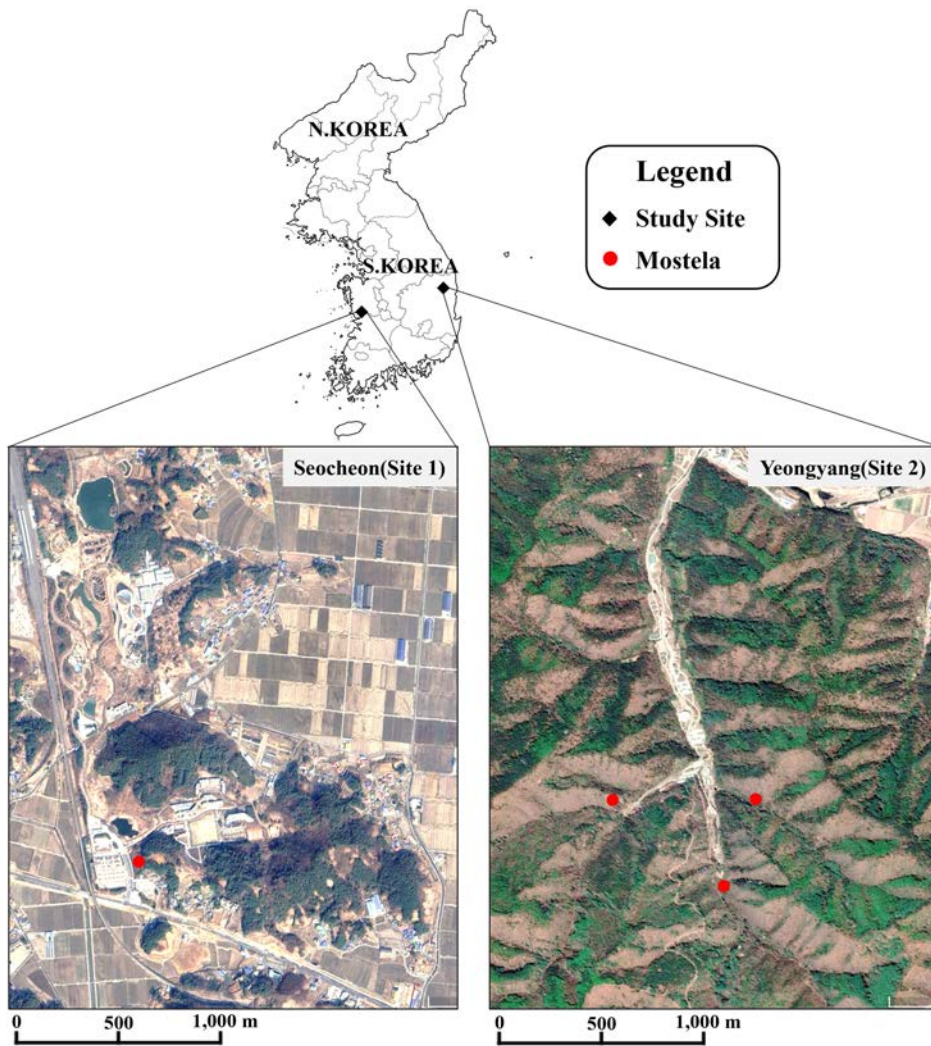 N.KOREA
S.KOREA
Legend
Study Site
Mostela
Seocheon(Site 1)
Yeongyang(Site 2)
0 500 1,000 m
0 500 1,000 m